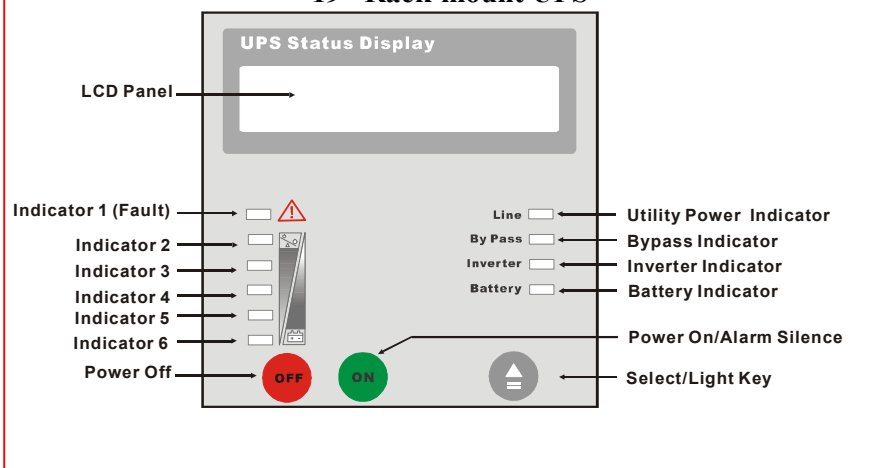 19" Rack-mount UPS
UPS Status Display
LCD Panel
Indicator 1 (Fault)
Indicator 2
Indicator 3
Indicator 4
Indicator 5
Indicator 6
Power Off
Line
By Pass
Inverter
Battery
Utility Power Indicator
Bypass Indicator
Inverter Indicator
Battery Indicator
Power On/Alarm Silence
Select/Light Key
OFF
ON